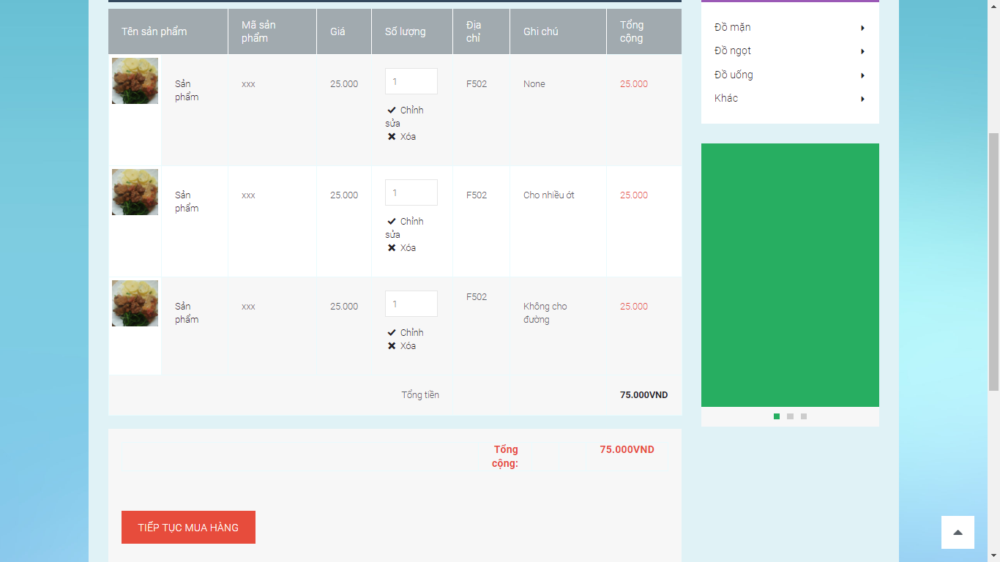 Tên sản phẩm
Mã sản
phẩm
Giá
Số lượng
Địa
chỉ
Ghi chú
Tổng
cộng
Sản
phẩm
xxx
25.000
1
Chỉnh
sửa
Xóa
F502
None
25.000
Sản
phẩm
xxx
25.000
1
Chỉnh
sửa
Xóa
F502
Cho nhiều ớt
25.000
Sản
phẩm
xxx
25.000
1
Chỉnh
Xóa
F502
Không cho
đường
25.000
Tổng tiền
75.000VND
Tổng
cộng:
75.000VND
TIẾP TỤC MUA HÀNG
Đồ mặn
Đồ ngọt
Đồ uống
Khác